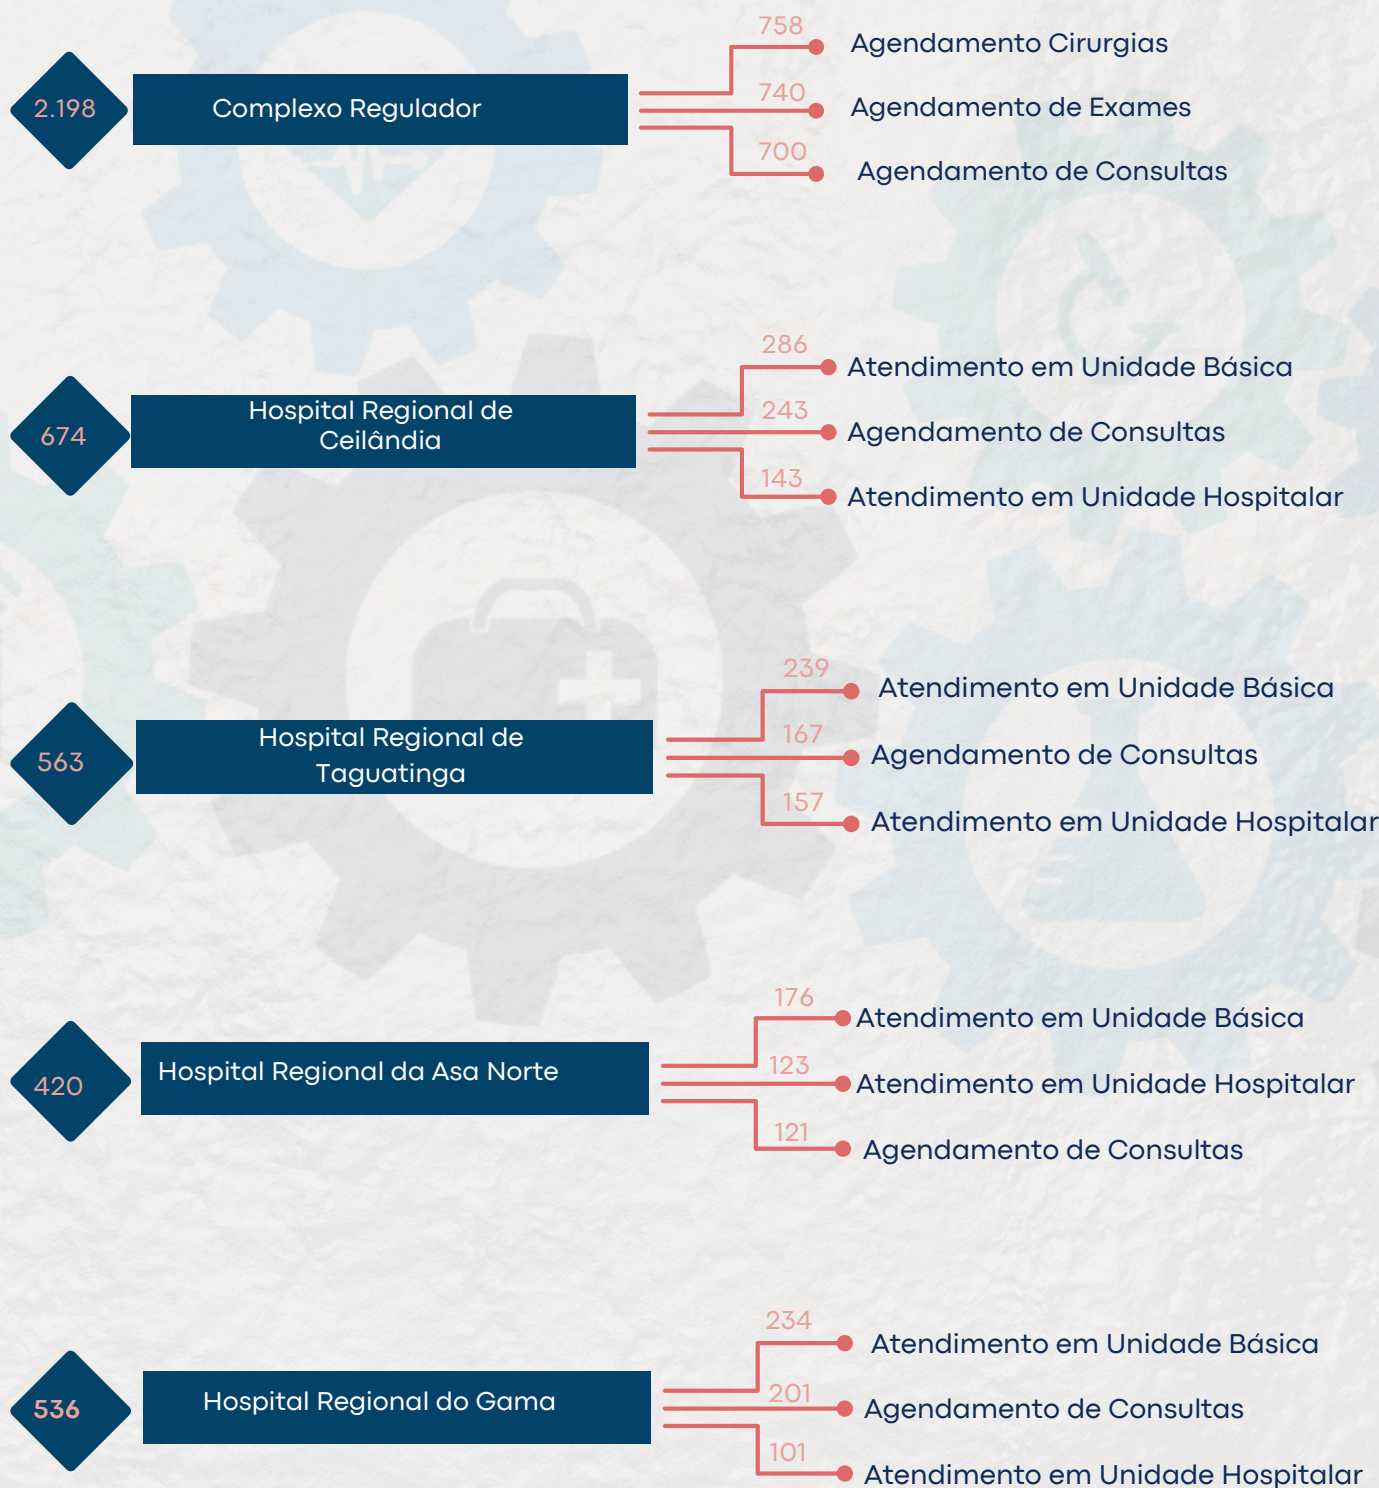 2.198
Complexo Regulador
758
Agendamento Cirurgias
740
Agendamento de Exames
700
Agendamento de Consultas
674
Hospital Regional de
Ceilândia
286
Atendimento em Unidade Básica
243
Agendamento de Consultas
143
Atendimento em Unidade Hospitalar
563
Hospital Regional de
Taguatinga
239
Atendimento em Unidade Básica
167
Agendamento de Consultas
157
Atendimento em Unidade Hospitalar
420
Hospital Regional da Asa Norte
176
Atendimento em Unidade Básica
123
Atendimento em Unidade Hospitalar
121
Agendamento de Consultas
536
Hospital Regional do Gama
234
Atendimento em Unidade Básica
201
Agendamento de Consultas
101
Atendimento em Unidade Hospitalar